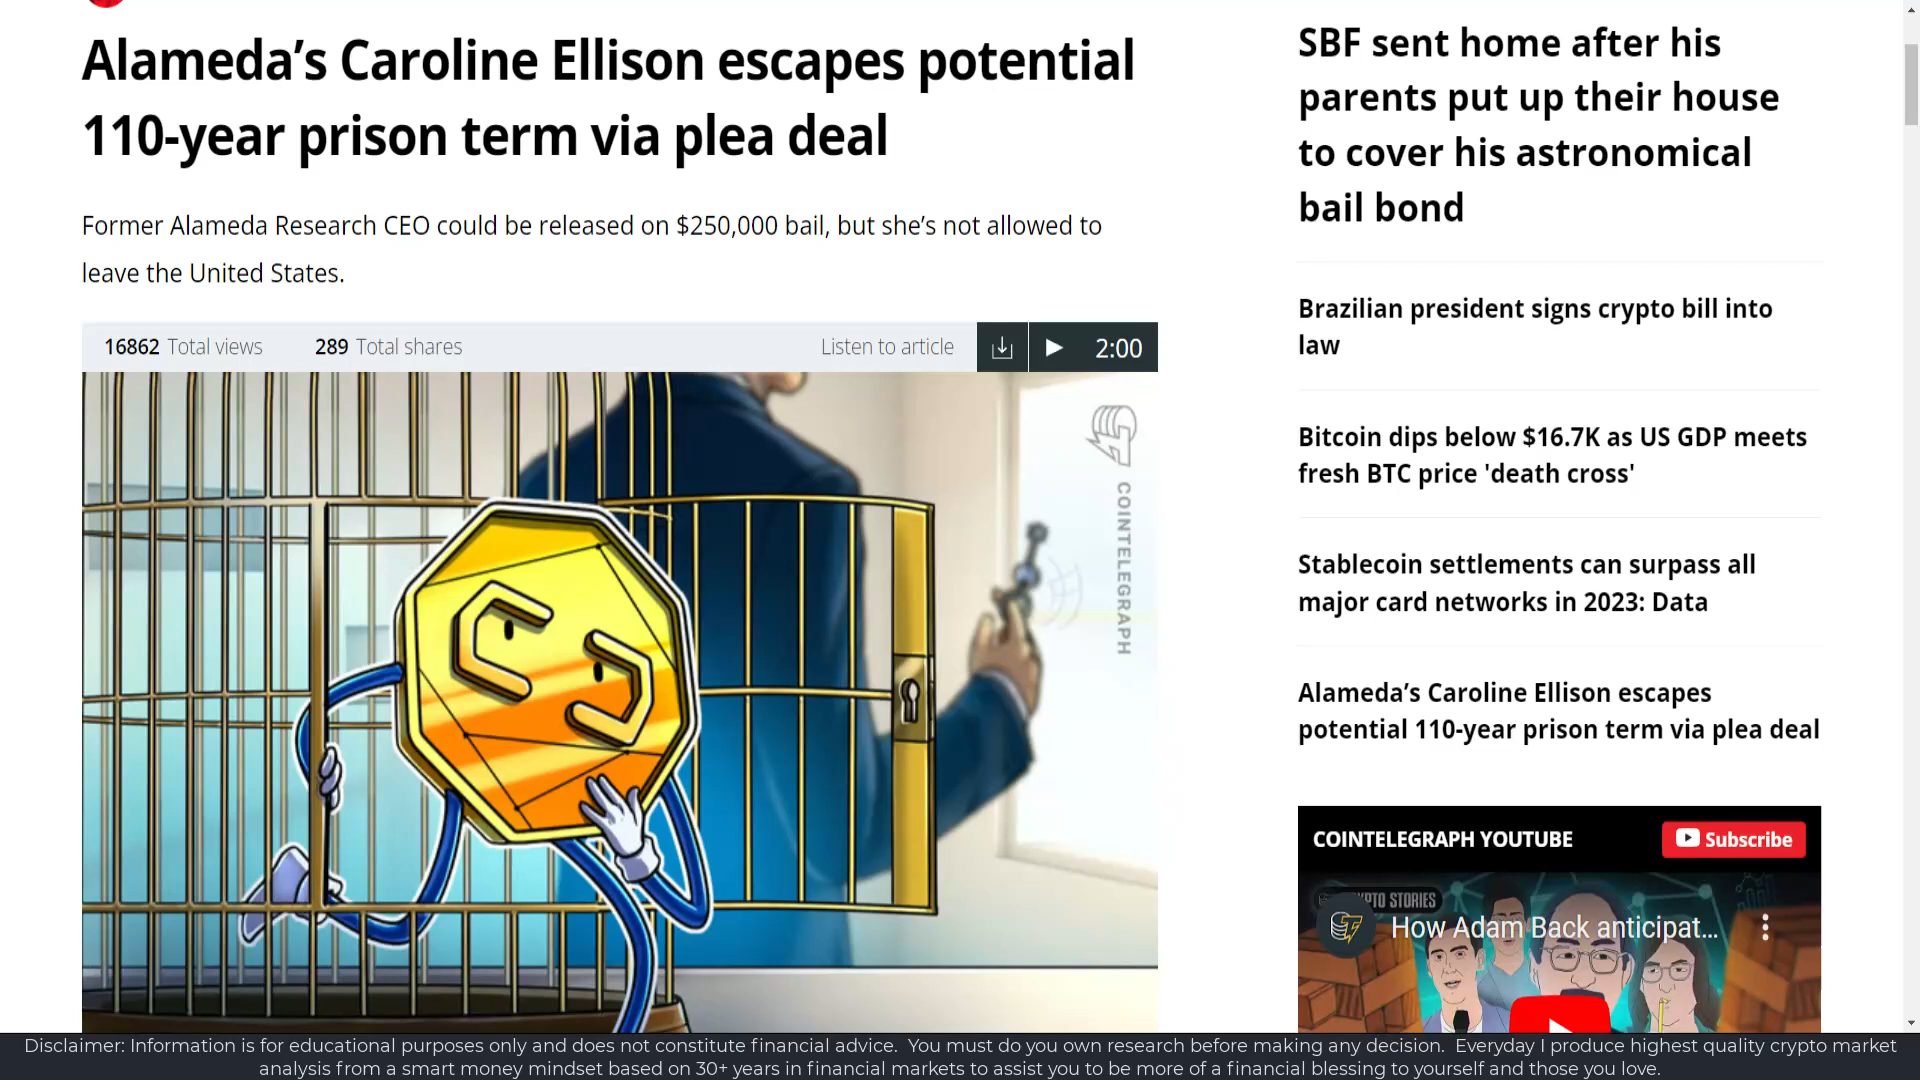 Alameda’s Caroline Ellison escapes potential
110-year prison term via plea deal
Former Alameda Research CEO could be released on $250,000 bail, but she’s not allowed to
leave the United States.
16862 Total views 289 Total shares Listen to article 2:00
COINTELEGRAPH
SBF sent home after his
parents put up their house
to cover his astronomical
bail bond
Brazilian president signs crypto bill into
law
Bitcoin dips below $16.7K as US GDP meets
fresh BTC price 'death cross'
Stablecoin settlements can surpass all
major card networks in 2023: Data
Alameda’s Caroline Ellison escapes
potential 110-year prison term via plea deal
COINTELEGRAPH YOUTUBE Subscribe
STORIES
How Adam Back anticipat...
Disclaimer: Information is for educational purposes only and does not constitute financial advice. You must do you own research before making any decision. Everyday I produce highest quality crypto market
analysis from a smart money mindset based on 30+ years in financial markets to assist you to be more of a financial blessing to yourself and those you love.